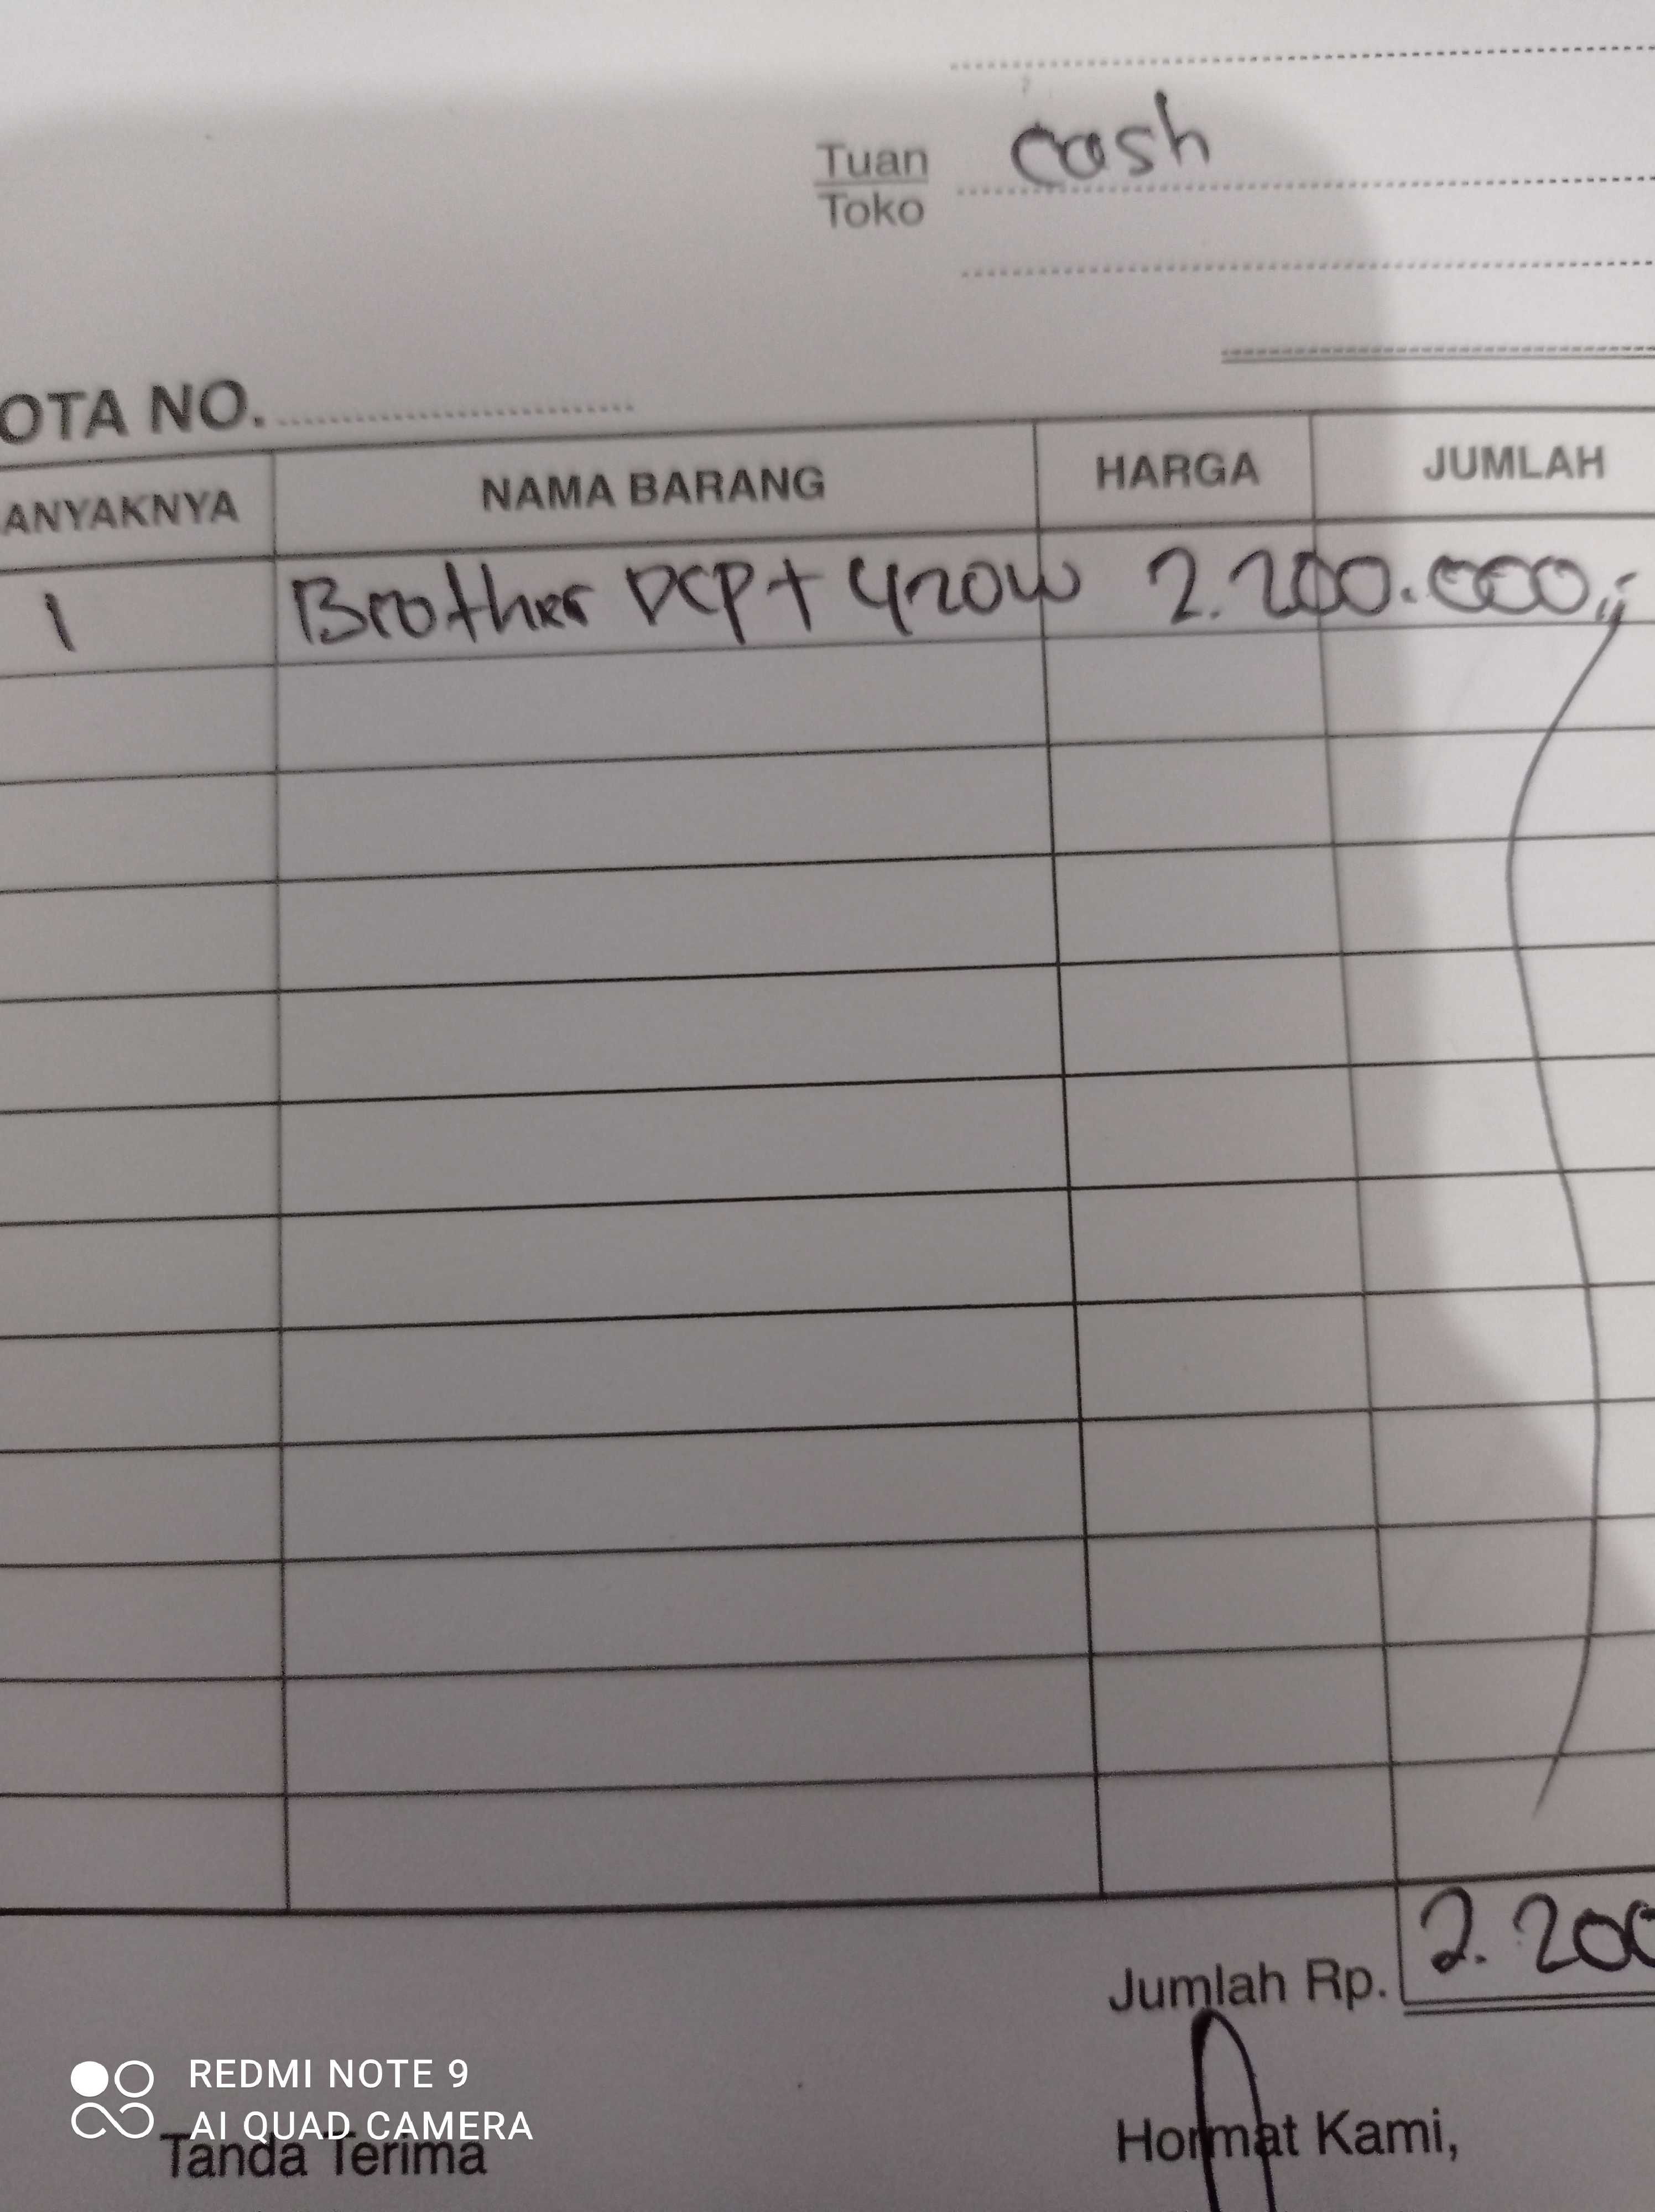 Tuan cash
Toko
OTA NO.
ANYAKNYA NAMA BARANG HARGA JUMLAH
1 Brother DCP T 420W 2.200.000,-
Jumlah Rp. 2.200
REDMI NOTE 9
AI QUAD CAMERA
Tanda Terima Hormat Kami,